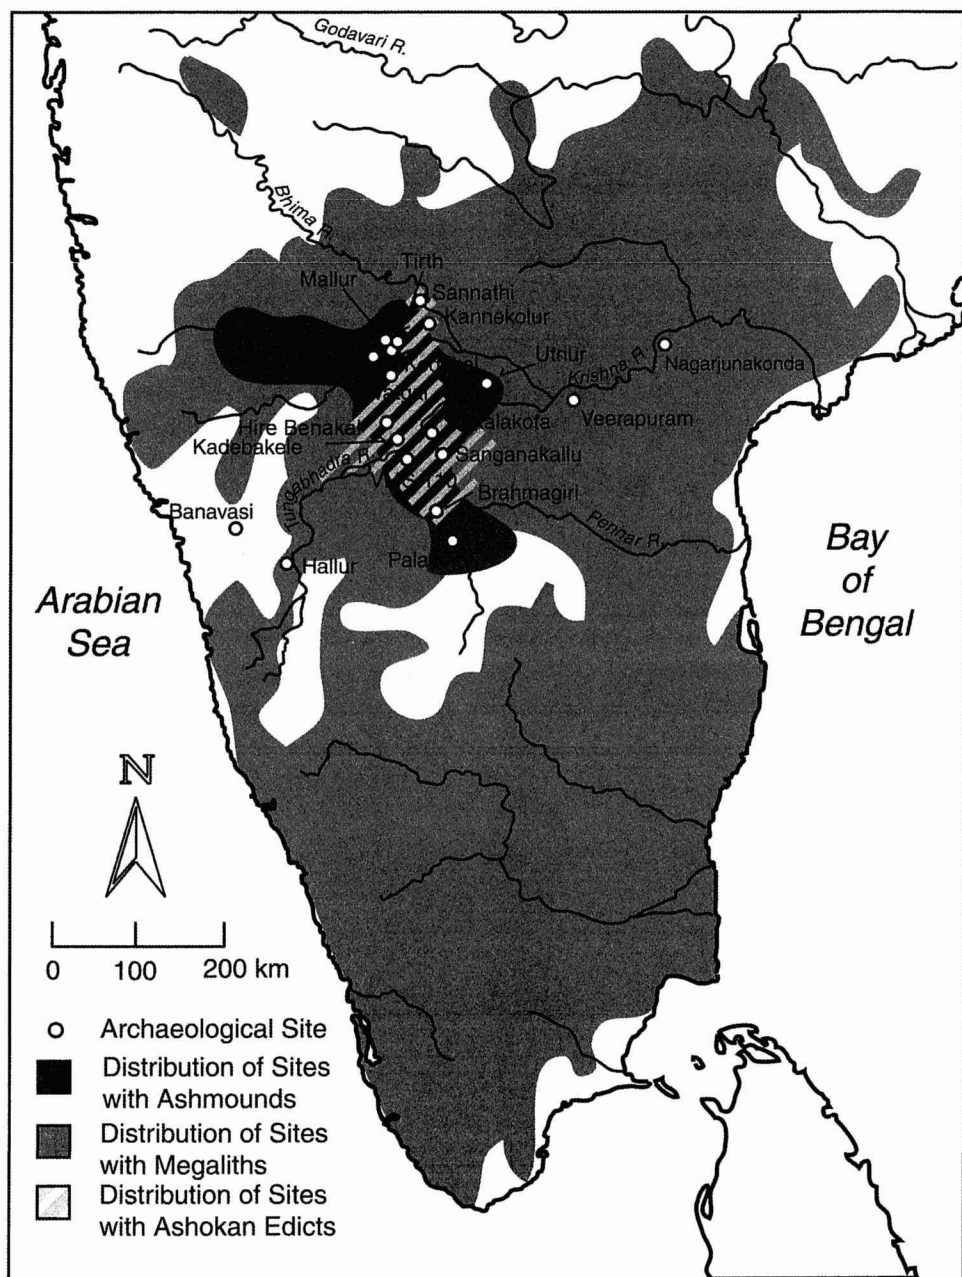 Godavari R.
Bhima R.
Tirth
Mallur
Sannathi
Kannekolur
Utnur
Krishna R.
Nagarjunakonda
Veerapuram
Hire Benakal
Kadebakele
Sanganakallu
Tungabhadra R.
Brahmagiri
Banavasi
Pennar R.
Hallur
Arabian
Sea
Bay
of
Bengal
N
0 100 200 km
Archaeological Site
Distribution of Sites
with Ashmounds
Distribution of Sites
with Megaliths
Distribution of Sites
with Ashokan Edicts